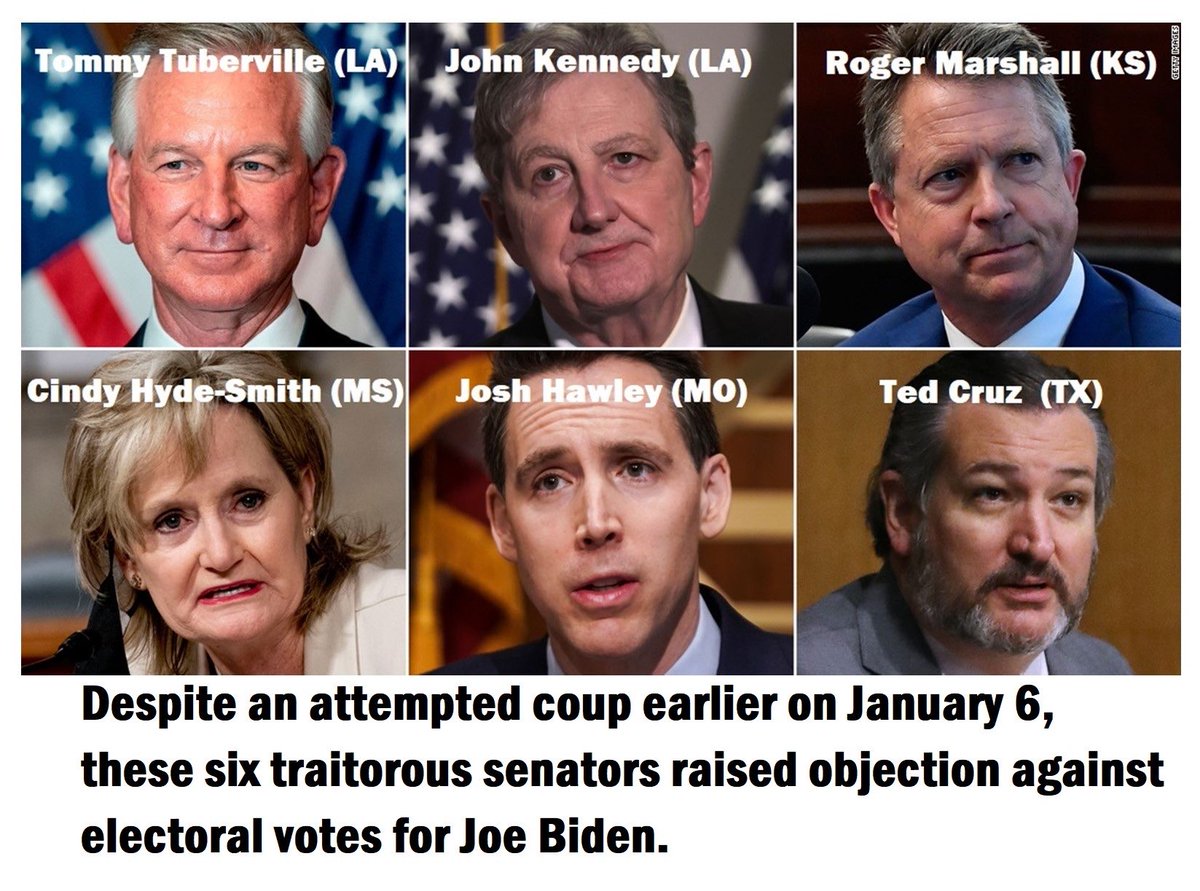 Tommy Tuberville (LA)
John Kennedy (LA)
Roger Marshall (KS)
GETTY IMAGES
Cindy Hyde-Smith (MS)
Josh Hawley (MO)
Ted Cruz (TX)
Despite an attempted coup earlier on January 6,
these six traitorous senators raised objection against
electoral votes for Joe Biden.